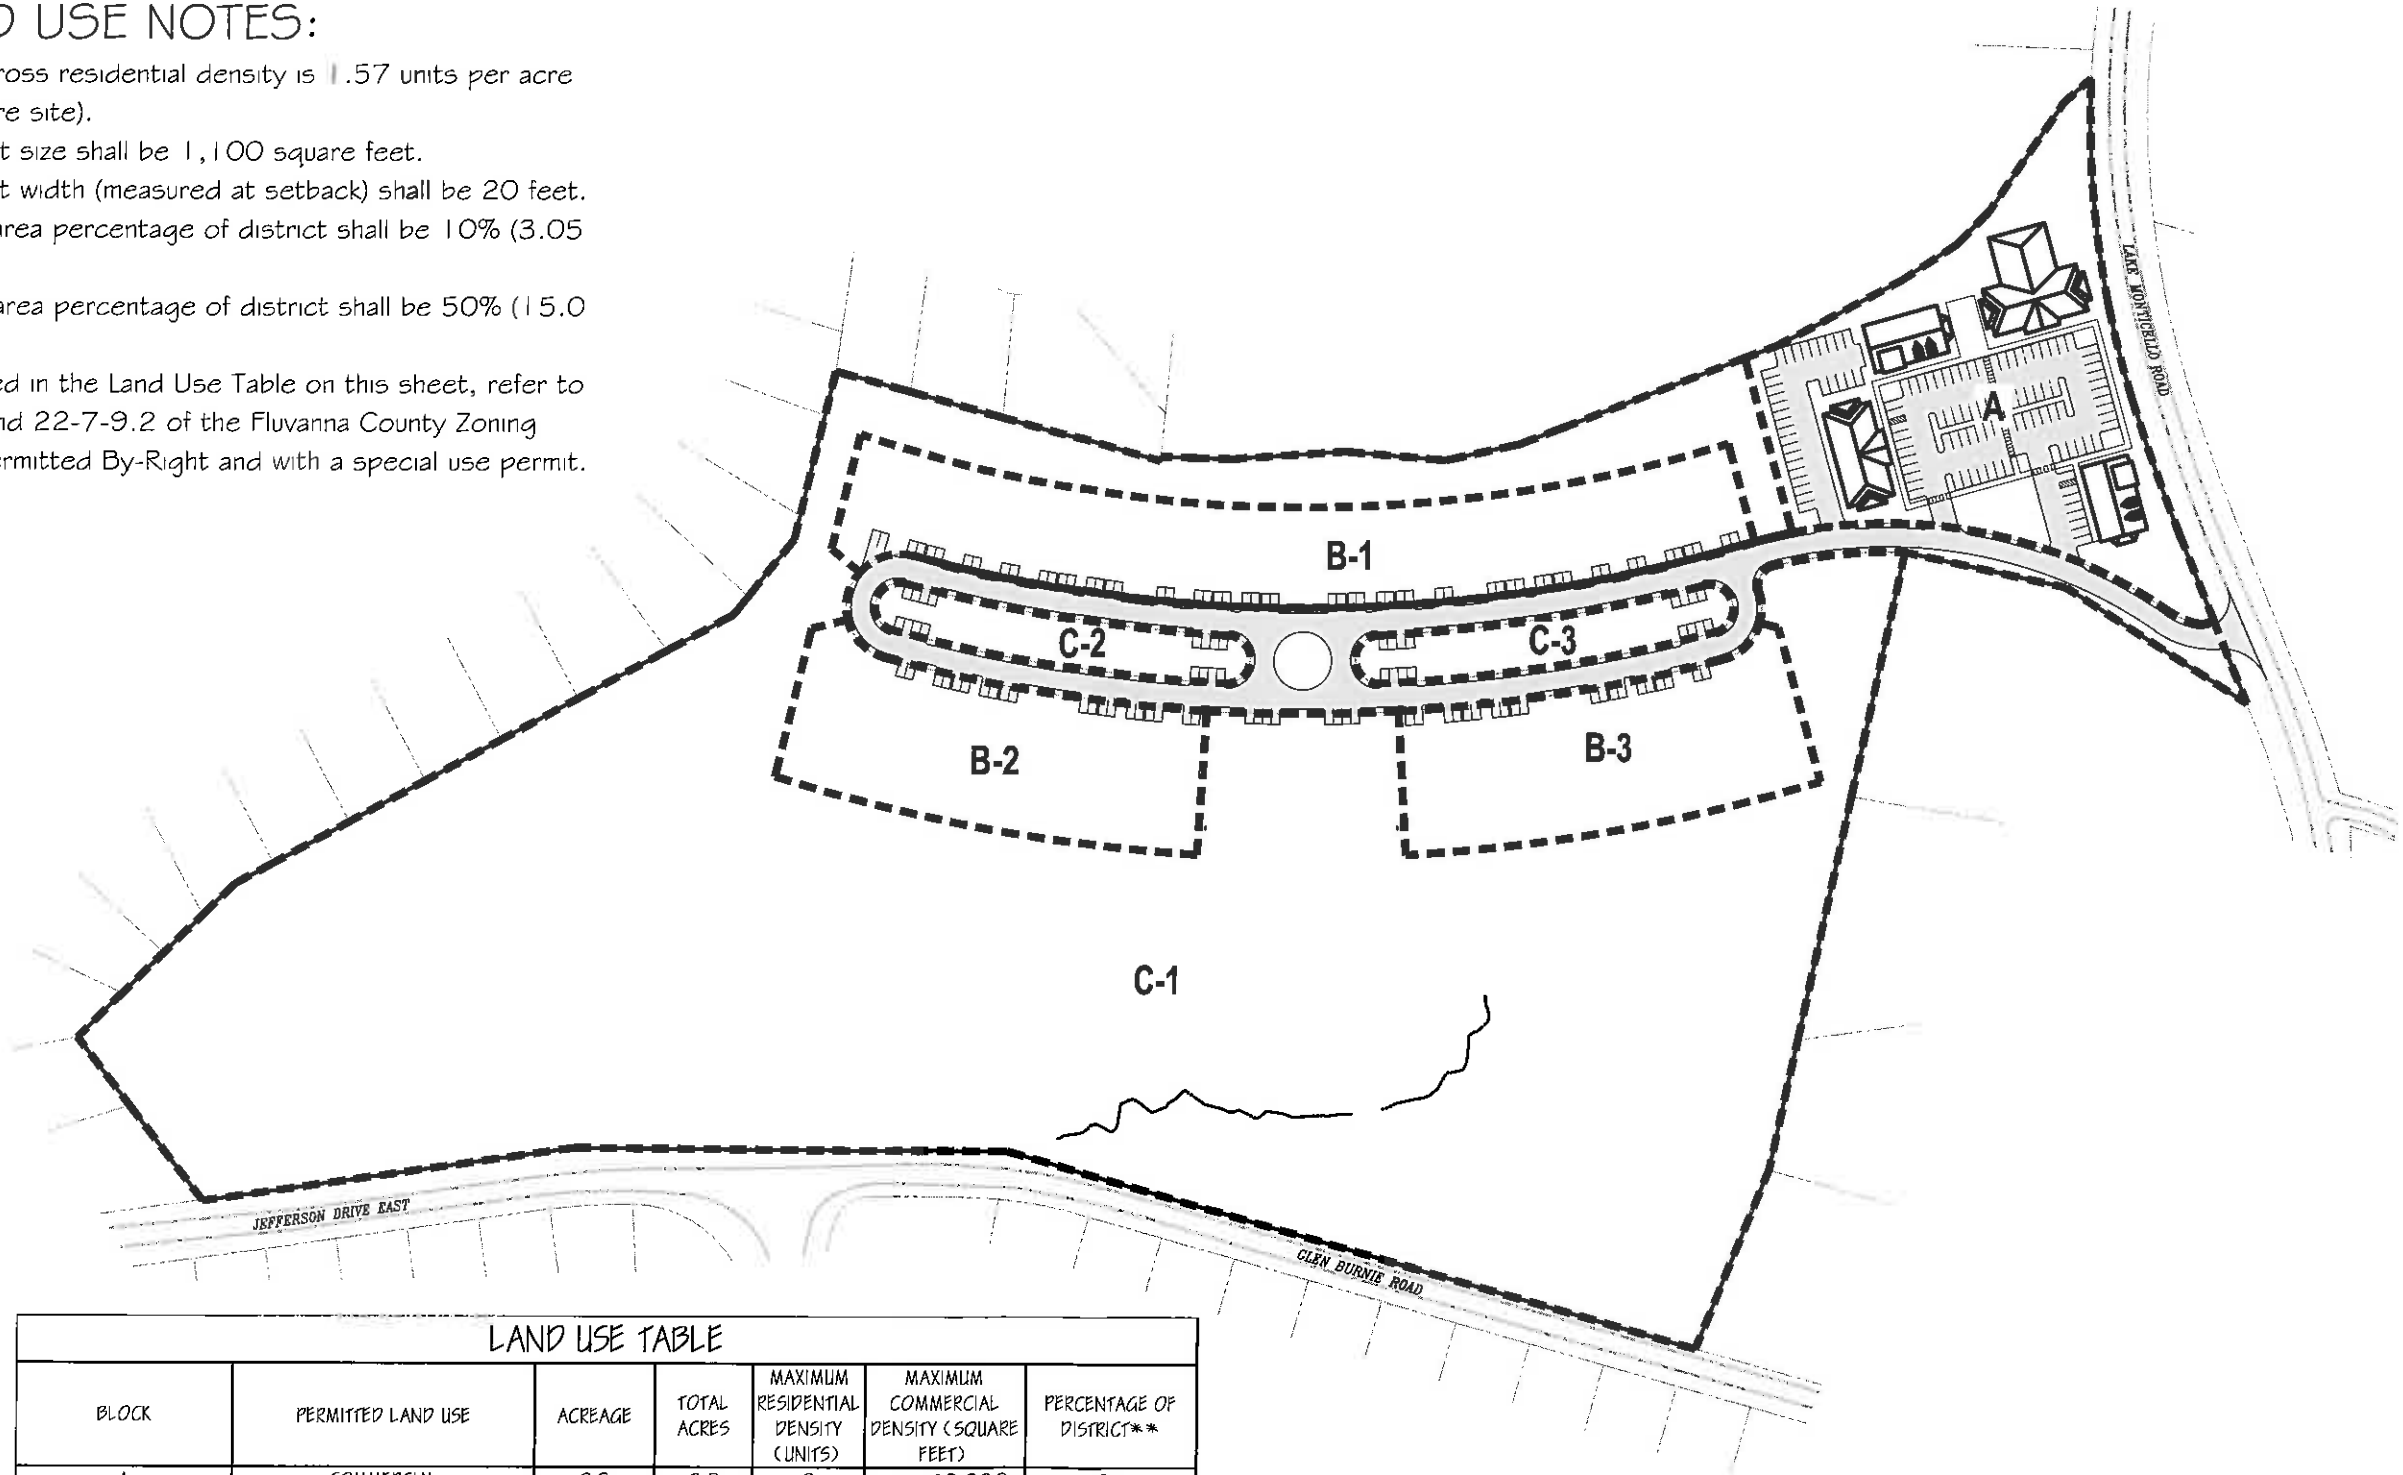 USE NOTES:
ross residential density is 1.57 units per acre
re site).
t size shall be 1,100 square feet.
t width (measured at setback) shall be 20 feet.
area percentage of district shall be 10% (3.05
area percentage of district shall be 50% (15.0
ed in the Land Use Table on this sheet, refer to
nd 22-7-9.2 of the Fluvanna County Zoning
ermitted By-Right and with a special use permit.
LAKE MONTICELLO ROAD
A
B-1
C-2
C-3
B-2
B-3
C-1
JEFFERSON DRIVE EAST
GLEN BURNIE ROAD
LAND USE TABLE
BLOCK
PERMITTED LAND USE
ACREAGE
TOTAL
ACRES
MAXIMUM
RESIDENTIAL
DENSITY
(UNITS)
MAXIMUM
COMMERCIAL
DENSITY (SQUARE
FEET)
PERCENTAGE OF
DISTRICT**